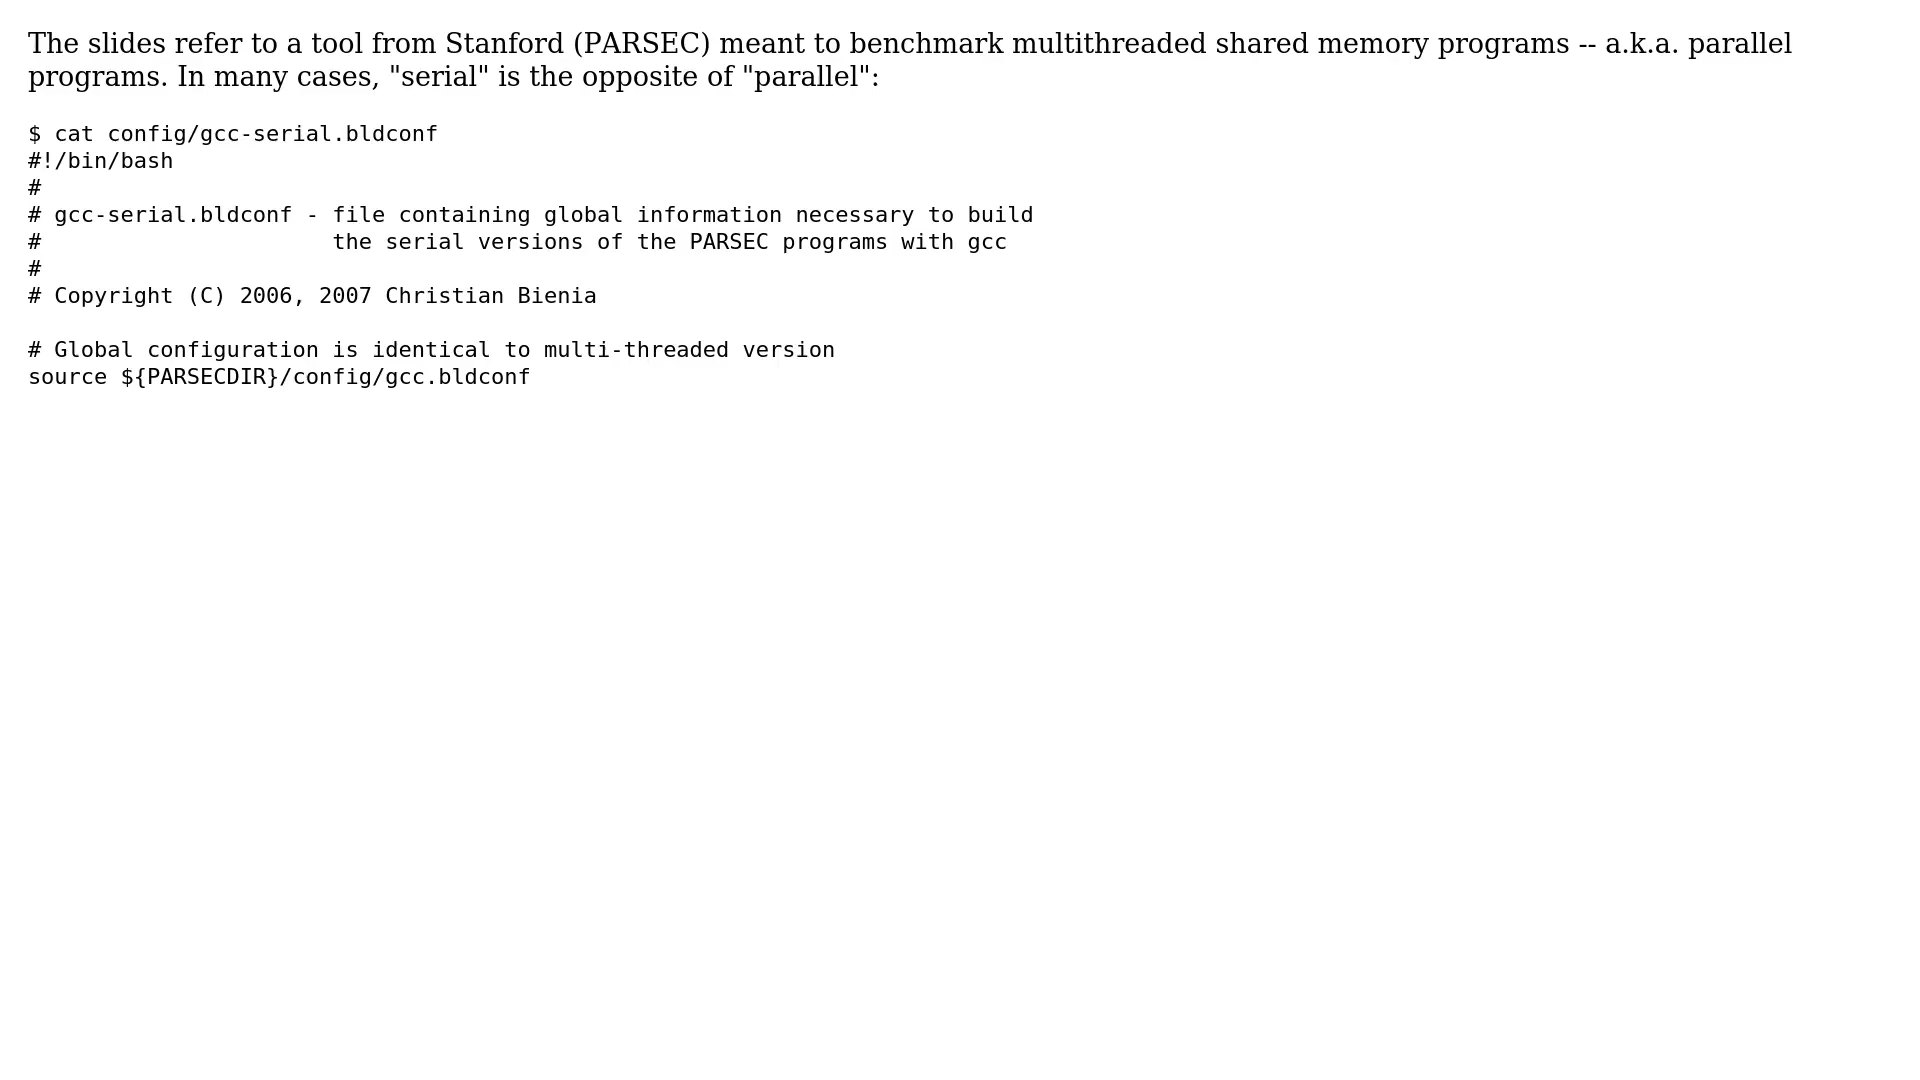 The slides refer to a tool from Stanford (PARSEC) meant to benchmark multithreaded shared memory programs -- a.k.a. parallel
programs. In many cases, "serial" is the opposite of "parallel":
$ cat config/gcc-serial.bldconf
#!/bin/bash
#
# gcc-serial.bldconf - file containing global information necessary to build
#                      the serial versions of the PARSEC programs with gcc
#
# Copyright (C) 2006, 2007 Christian Bienia
# Global configuration is identical to multi-threaded version
source ${PARSECDIR}/config/gcc.bldconf